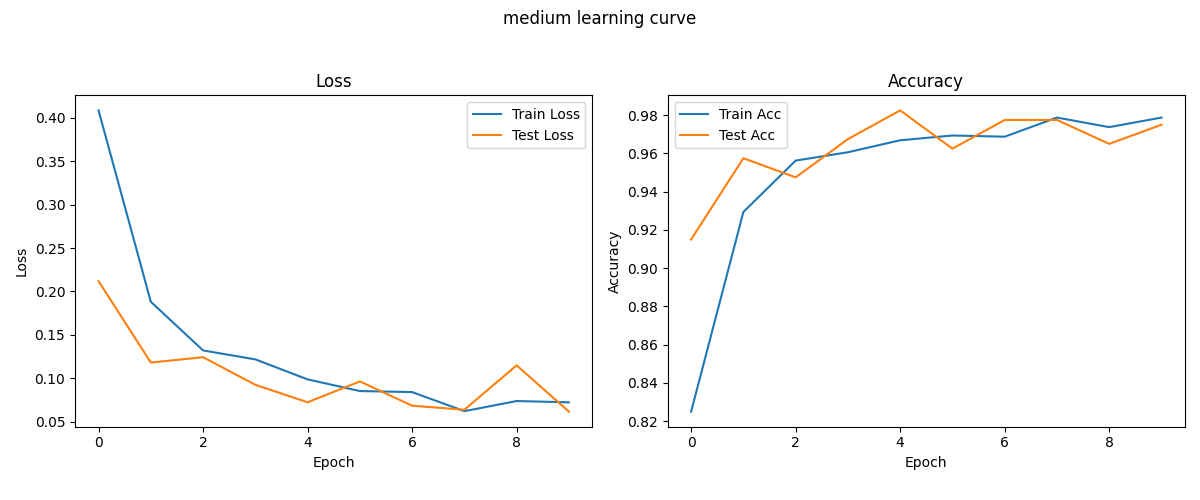 medium learning curve
Loss
Train Loss
Test Loss
0.40
0.35
0.30
0.25
0.20
0.15
0.10
0.05
Loss
0 2 4 6 8
Epoch
Accuracy
Train Acc
Test Acc
0.98
0.96
0.94
0.92
0.90
0.88
0.86
0.84
0.82
Accuracy
0 2 4 6 8
Epoch